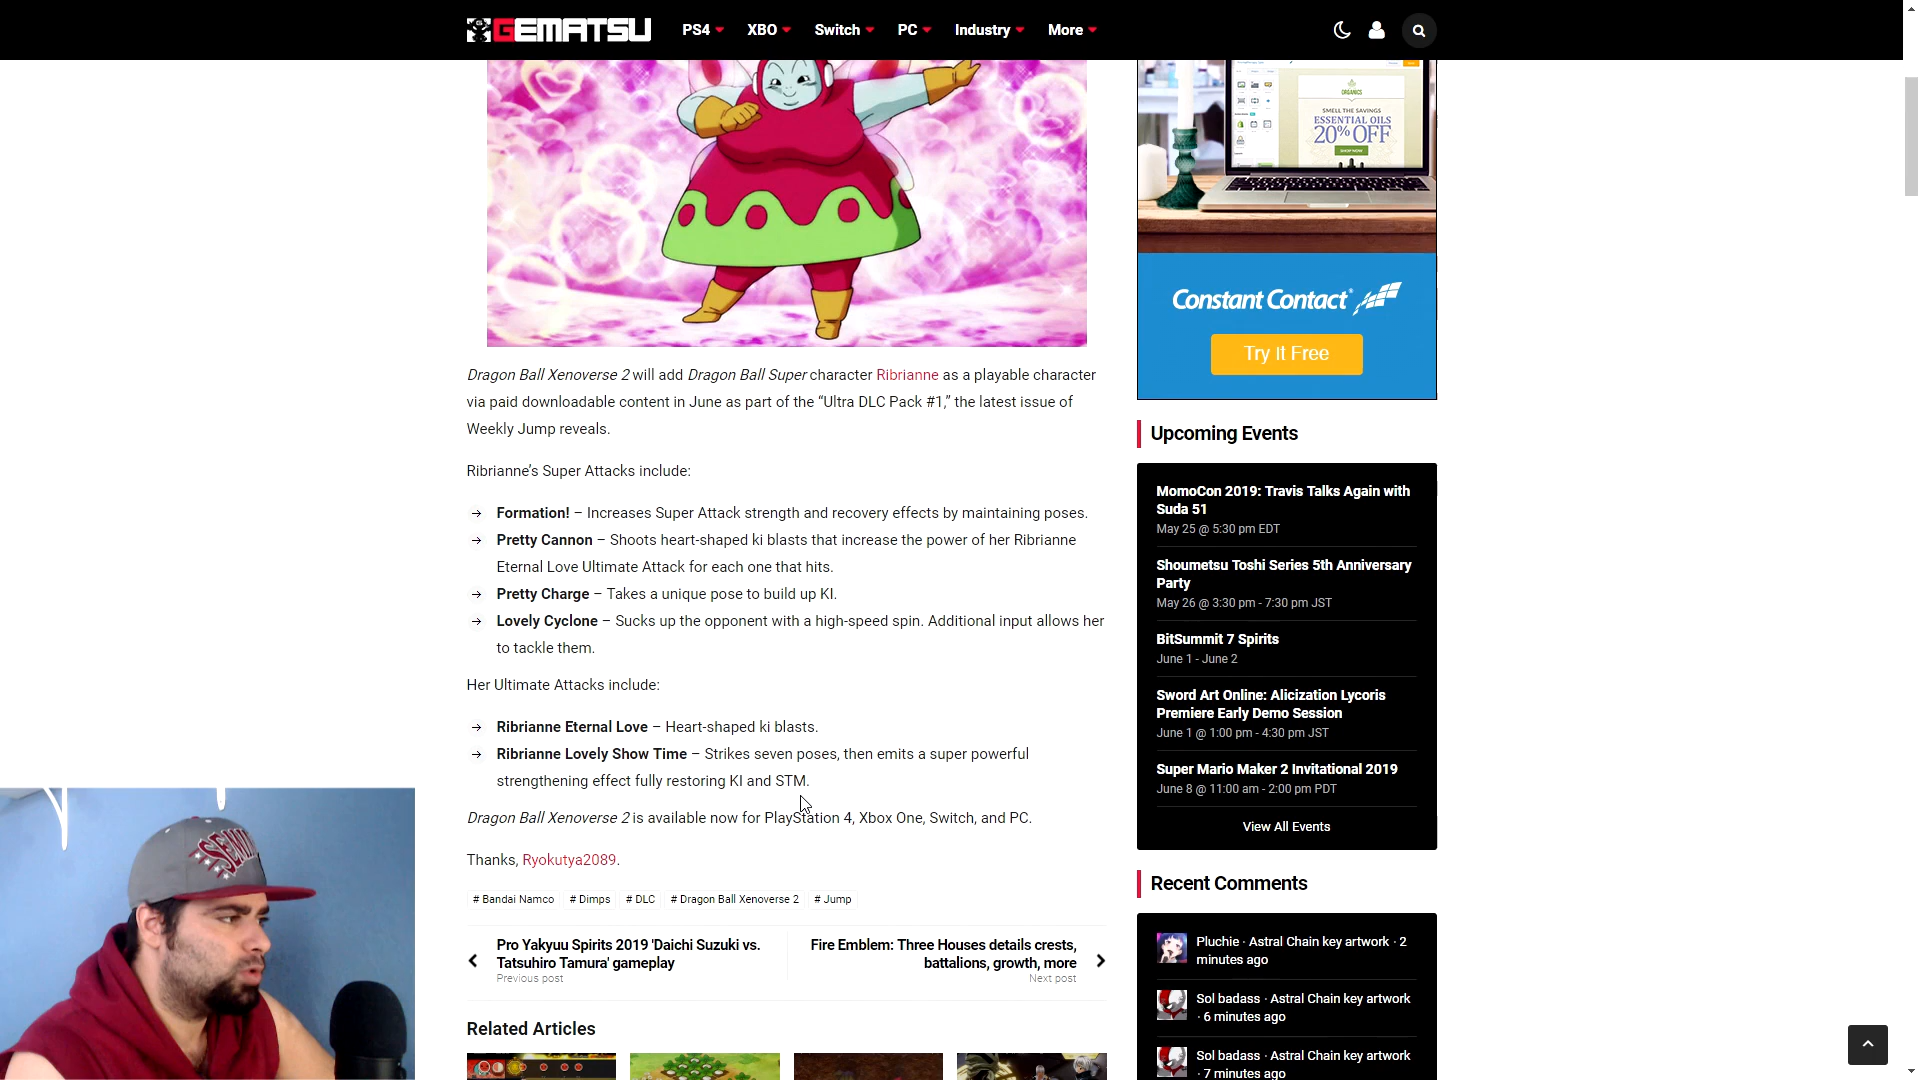 GEMATSU
PS4 XBO Switch PC Industry More
Dragon Ball Xenoverse 2 will add Dragon Ball Super character Ribrianne as a playable character
via paid downloadable content in June as part of the “Ultra DLC Pack #1,” the latest issue of
Weekly Jump reveals.
Ribrianne’s Super Attacks include:
→ Formation! – Increases Super Attack strength and recovery effects by maintaining poses.
→ Pretty Cannon – Shoots heart-shaped ki blasts that increase the power of her Ribrianne
Eternal Love Ultimate Attack for each one that hits.
→ Pretty Charge – Takes a unique pose to build up KI.
→ Lovely Cyclone – Sucks up the opponent with a high-speed spin. Additional input allows her
to tackle them.
Her Ultimate Attacks include:
→ Ribrianne Eternal Love – Heart-shaped ki blasts.
→ Ribrianne Lovely Show Time – Strikes seven poses, then emits a super powerful
strengthening effect fully restoring KI and STM.
Dragon Ball Xenoverse 2 is available now for PlayStation 4, Xbox One, Switch, and PC.
Thanks, Ryokutya2089.
# Bandai Namco # Dimps # DLC # Dragon Ball Xenoverse 2 # Jump
Pro Yakyuu Spirits 2019 'Daichi Suzuki vs.
Tatsuhiro Tamura' gameplay
Previous post
Fire Emblem: Three Houses details crests,
battalions, growth, more
Next post
Related Articles
ORGANICS
SMELL THE SAVINGS
ESSENTIAL OILS
20% OFF
SHOP NOW
Constant Contact
Try It Free
Upcoming Events
MomoCon 2019: Travis Talks Again with
Suda 51
May 25 @ 5:30 pm EDT
Shoumetsu Toshi Series 5th Anniversary
Party
May 26 @ 3:30 pm - 7:30 pm JST
BitSummit 7 Spirits
June 1 - June 2
Sword Art Online: Alicization Lycoris
Premiere Early Demo Session
June 1 @ 1:00 pm - 4:30 pm JST
Super Mario Maker 2 Invitational 2019
June 8 @ 11:00 am - 2:00 pm PDT
View All Events
Recent Comments
Pluchie · Astral Chain key artwork · 2
minutes ago
Sol badass · Astral Chain key artwork
· 6 minutes ago
Sol badass · Astral Chain key artwork
· 7 minutes ago